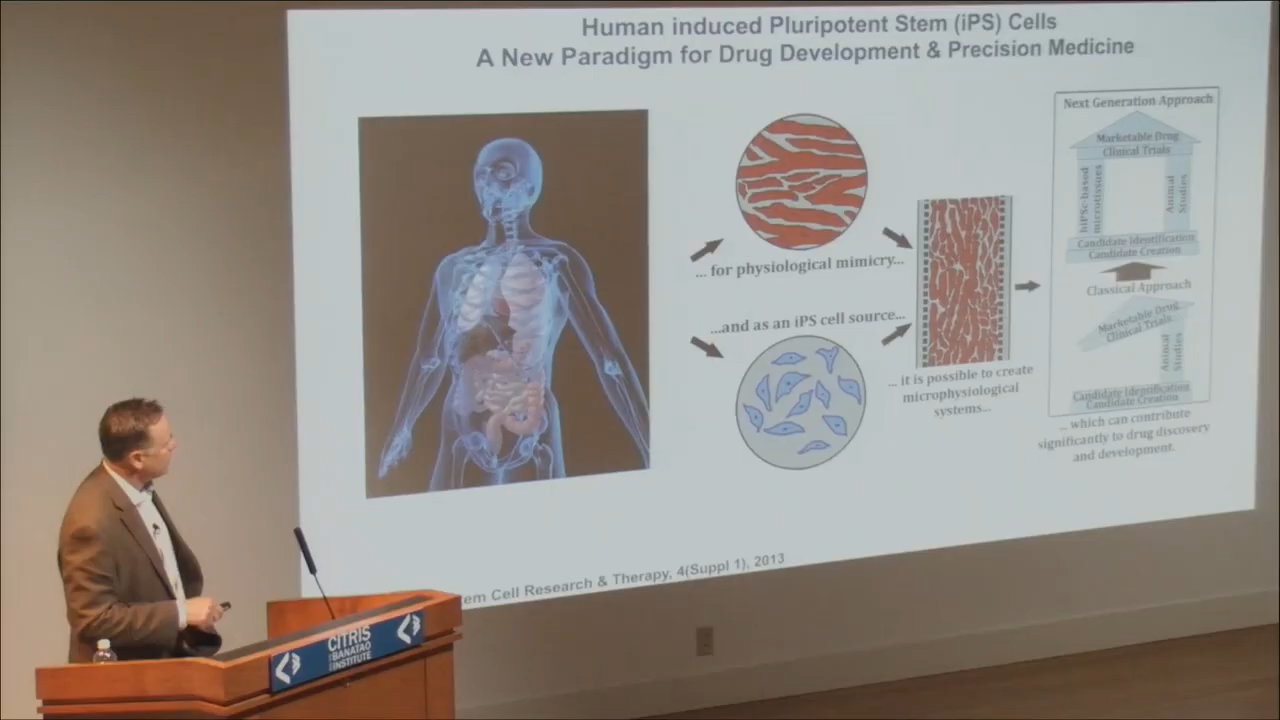 Human induced Pluripotent Stem (iPS) Cells
A New Paradigm for Drug Development & Precision Medicine
... for physiological mimicry...
...and as an iPS cell source...
... it is possible to create
microphysiological
systems...
Next Generation Approach
Marketable Drug
Clinical Trials
hiPSc-based
microtissues
Animal
Studies
Candidate Identification
Candidate Creation
Classical Approach
Marketable Drug
Clinical Trials
Animal
Studies
Candidate Identification
Candidate Creation
... which can contribute
significantly to drug discovery
and development.
em Cell Research & Therapy, 4(Suppl 1), 2013
CITRIS
AND THE
BANATAO
INSTITUTE